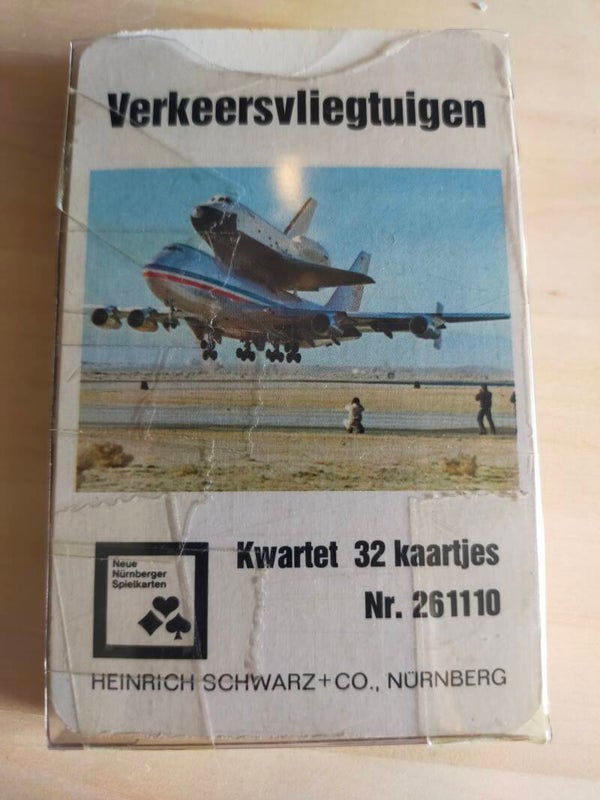 Verkeersvliegtuigen
Kwartet 32 kaartjes
Nr. 261110
Neue
Nürnberger
Spielkarten
HEINRICH SCHWARZ+CO., NÜRNBERG